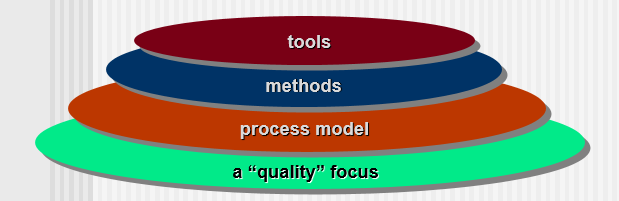 tools
methods
process model
a “quality” focus